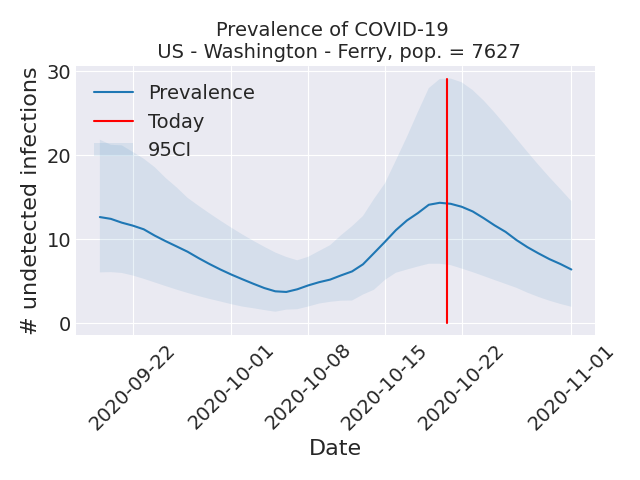 Prevalence of COVID-19
US - Washington - Ferry, pop. = 7627
30
20
10
0
# undetected infections
Prevalence
Today
95CI
2020-09-22
2020-10-01
2020-10-08
2020-10-15
2020-10-22
2020-11-01
Date